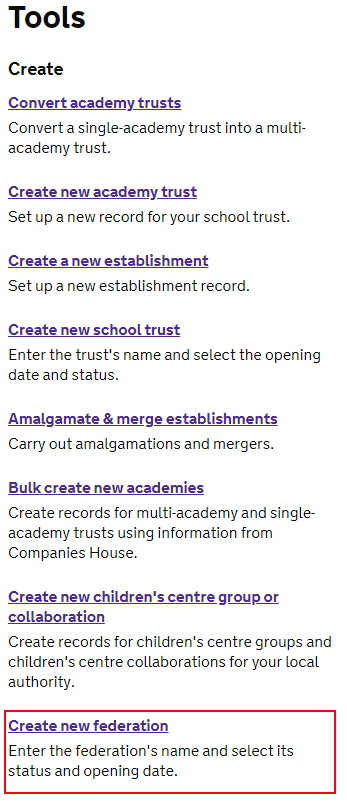 Tools
Create
Convert academy trusts
Convert a single-academy trust into a multi-
academy trust.
Create new academy trust
Set up a new record for your school trust.
Create a new establishment
Set up a new establishment record.
Create new school trust
Enter the trust's name and select the opening
date and status.
Amalgamate & merge establishments
Carry out amalgamations and mergers.
Bulk create new academies
Create records for multi-academy and single-
academy trusts using information from
Companies House.
Create new children's centre group or
collaboration
Create records for children's centre groups and
children's centre collaborations for your local
authority.
Create new federation
Enter the federation's name and select its
status and opening date.